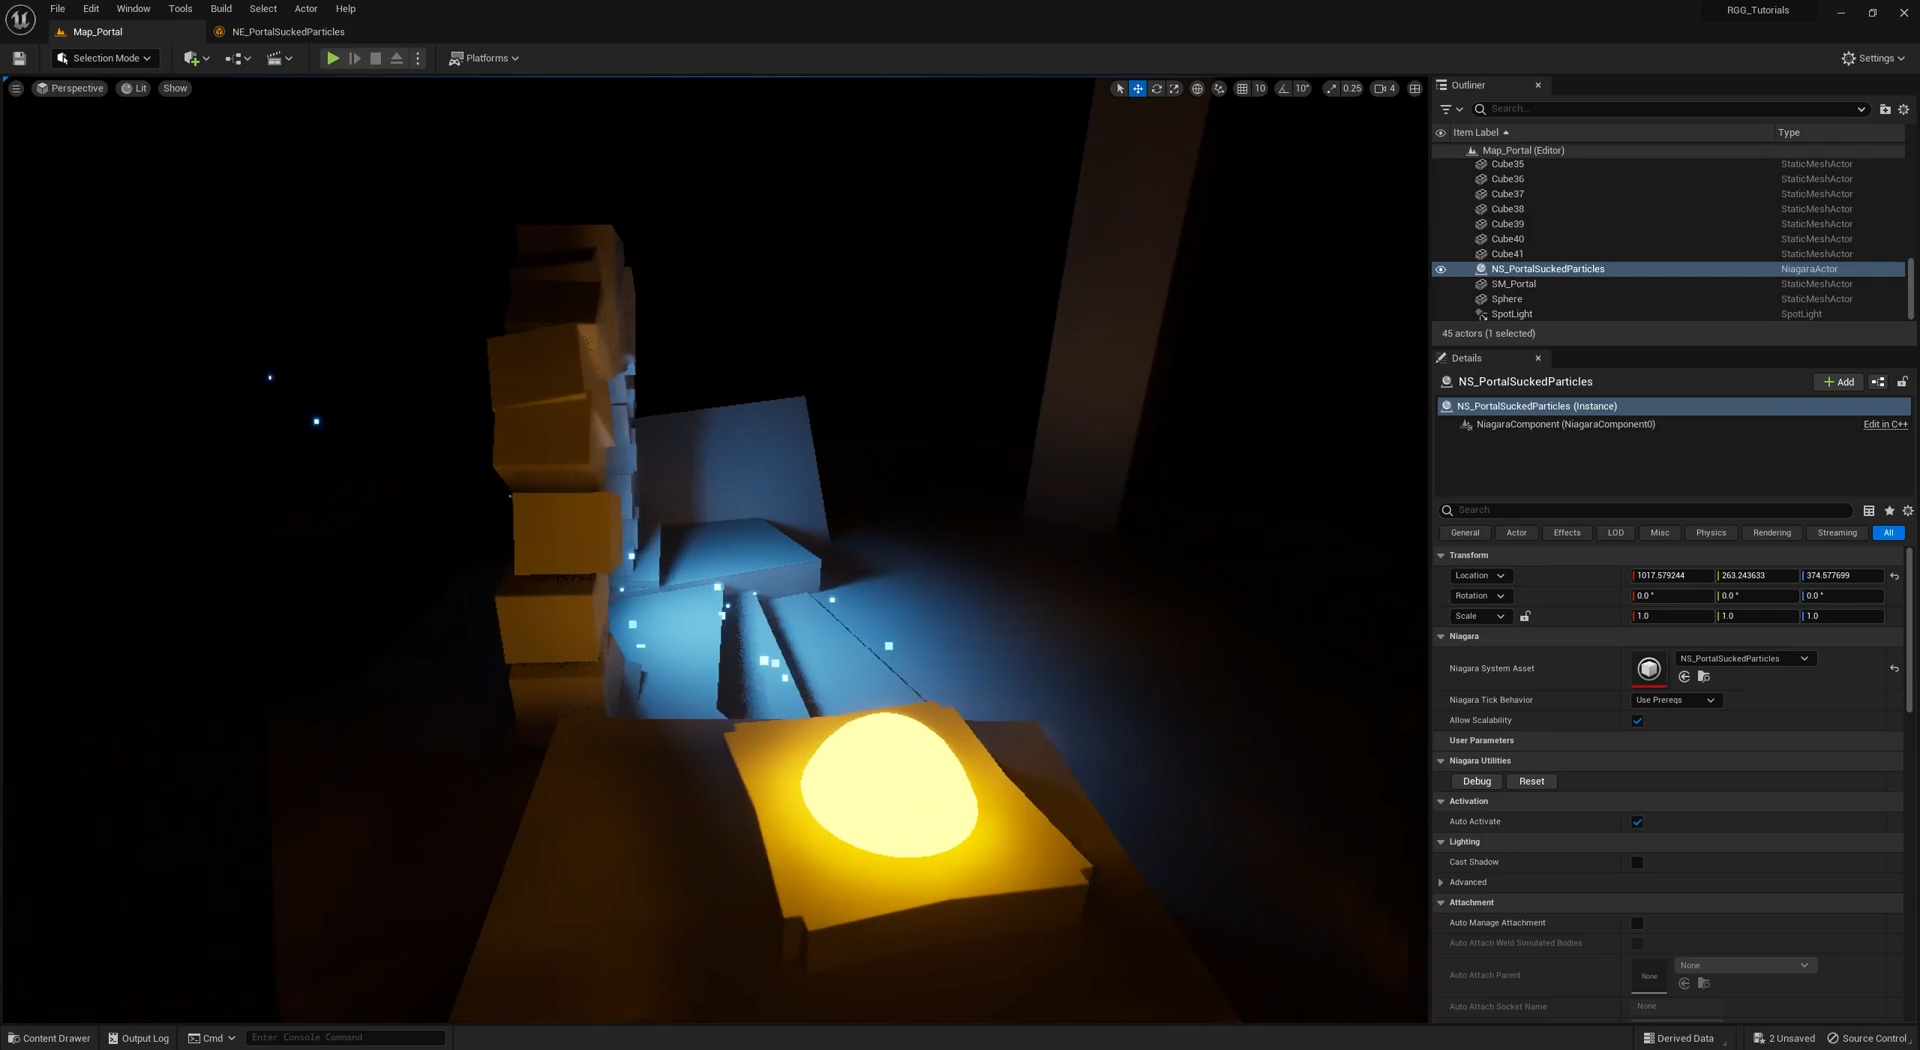 File Edit Window Tools Build Select Actor Help
RGG_Tutorials
Map_Portal
NE_PortalSuckedParticles
Selection Mode
Platforms
Settings
Perspective
Lit
Show
10
10°
0.25
4
Outliner
Search...
Item Label
Type
Map_Portal (Editor)
Cube35 StaticMeshActor
Cube36 StaticMeshActor
Cube37 StaticMeshActor
Cube38 StaticMeshActor
Cube39 StaticMeshActor
Cube40 StaticMeshActor
Cube41 StaticMeshActor
NS_PortalSuckedParticles NiagaraActor
SM_Portal StaticMeshActor
Sphere StaticMeshActor
SpotLight SpotLight
45 actors (1 selected)
Details
NS_PortalSuckedParticles
Add
NS_PortalSuckedParticles (Instance)
NiagaraComponent (NiagaraComponent0)
Edit in C++
Search
General Actor Effects LOD Misc Physics Rendering Streaming All
Transform
Location 1017.579244 263.243633 374.577699
Rotation 0.0 ° 0.0 ° 0.0 °
Scale 1.0 1.0 1.0
Niagara
Niagara System Asset
NS_PortalSuckedParticles
Niagara Tick Behavior Use Prereqs
Allow Scalability
User Parameters
Niagara Utilities
Debug Reset
Activation
Auto Activate
Lighting
Cast Shadow
Advanced
Attachment
Auto Manage Attachment
Auto Attach Weld Simulated Bodies
Auto Attach Parent
None
None
Auto Attach Socket Name None
Content Drawer
Output Log
Cmd
Enter Console Command
Derived Data
2 Unsaved
Source Control